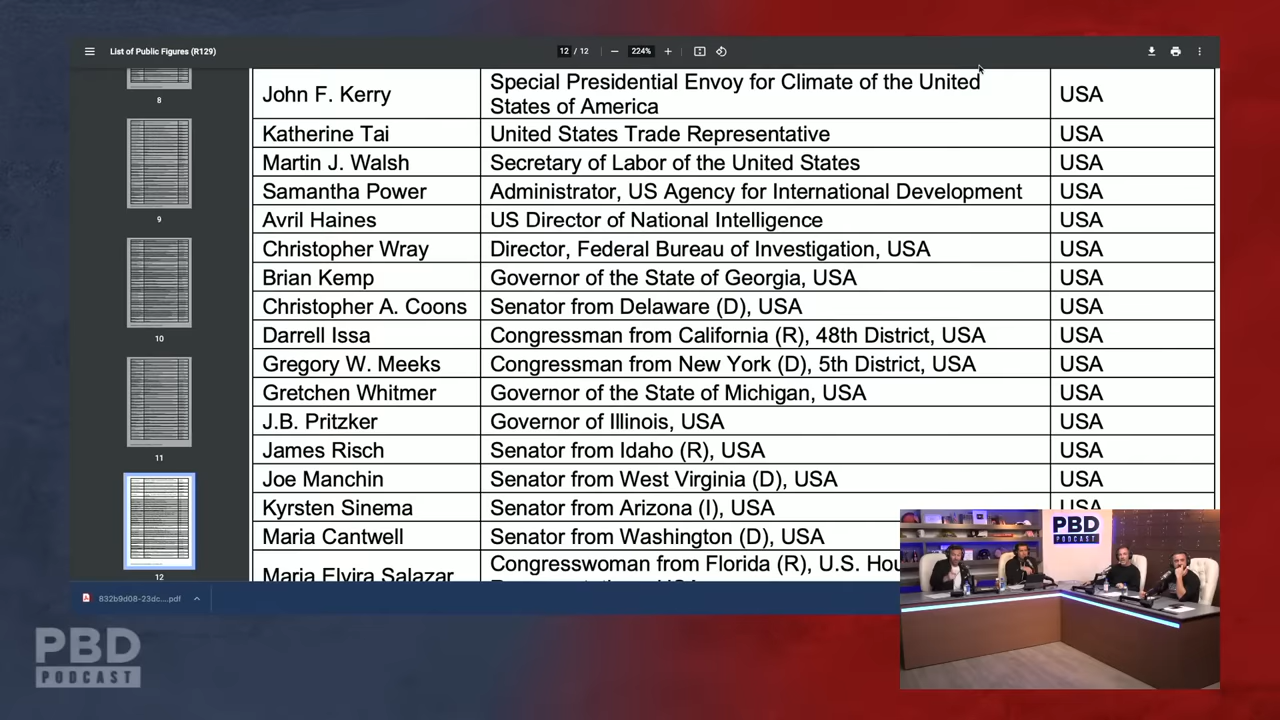 List of Public Figures (R129)
12 / 12
224%
8
9
10
11
12
John F. Kerry
Special Presidential Envoy for Climate of the United
States of America
USA
Katherine Tai
United States Trade Representative
USA
Martin J. Walsh
Secretary of Labor of the United States
USA
Samantha Power
Administrator, US Agency for International Development
USA
Avril Haines
US Director of National Intelligence
USA
Christopher Wray
Director, Federal Bureau of Investigation, USA
USA
Brian Kemp
Governor of the State of Georgia, USA
USA
Christopher A. Coons
Senator from Delaware (D), USA
USA
Darrell Issa
Congressman from California (R), 48th District, USA
USA
Gregory W. Meeks
Congressman from New York (D), 5th District, USA
USA
Gretchen Whitmer
Governor of the State of Michigan, USA
USA
J.B. Pritzker
Governor of Illinois, USA
USA
James Risch
Senator from Idaho (R), USA
USA
Joe Manchin
Senator from West Virginia (D), USA
USA
Kyrsten Sinema
Senator from Arizona (I), USA
USA
Maria Cantwell
Senator from Washington (D), USA
Maria Elvira Salazar
Congresswoman from Florida (R), U.S.
832b9d08-23dc....pdf
PBD
PODCAST
PBD
PODCAST